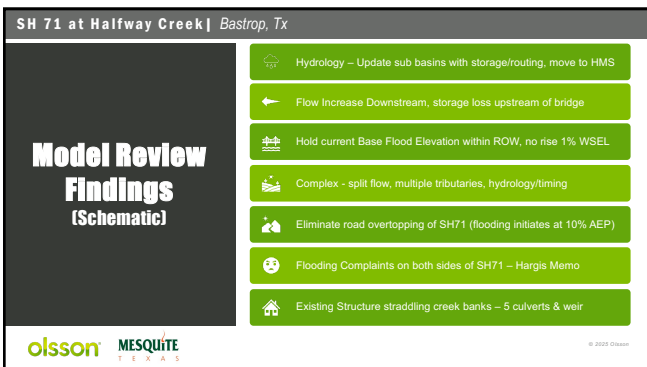 SH 71 at Halfway Creek| Bastrop, Tx
Model Review
Findings
(Schematic)
Hydrology – Update sub basins with storage/routing, move to HMS
Flow Increase Downstream, storage loss upstream of bridge
Hold current Base Flood Elevation within ROW, no rise 1% WSEL
Complex - split flow, multiple tributaries, hydrology/timing
Eliminate road overtopping of SH71 (flooding initiates at 10% AEP)
Flooding Complaints on both sides of SH71 – Hargis Memo
Existing Structure straddling creek banks – 5 culverts & weir
olsson
MESQUITE
TEXAS
© 2025 Olsson